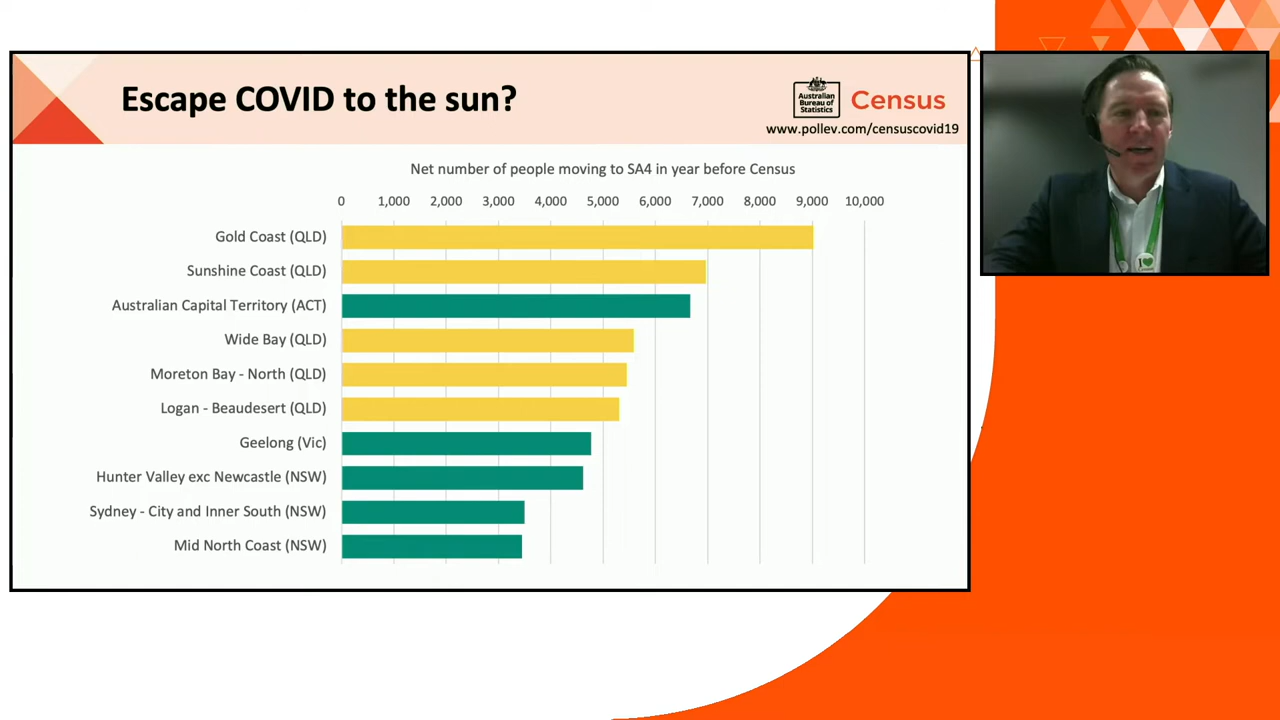 Escape COVID to the sun?
Australian
Bureau of
Statistics
Census
www.pollev.com/censuscovid19
Net number of people moving to SA4 in year before Census
0 1,000 2,000 3,000 4,000 5,000 6,000 7,000 8,000 9,000 10,000
Gold Coast (QLD)
Sunshine Coast (QLD)
Australian Capital Territory (ACT)
Wide Bay (QLD)
Moreton Bay - North (QLD)
Logan - Beaudesert (QLD)
Geelong (Vic)
Hunter Valley exc Newcastle (NSW)
Sydney - City and Inner South (NSW)
Mid North Coast (NSW)
I